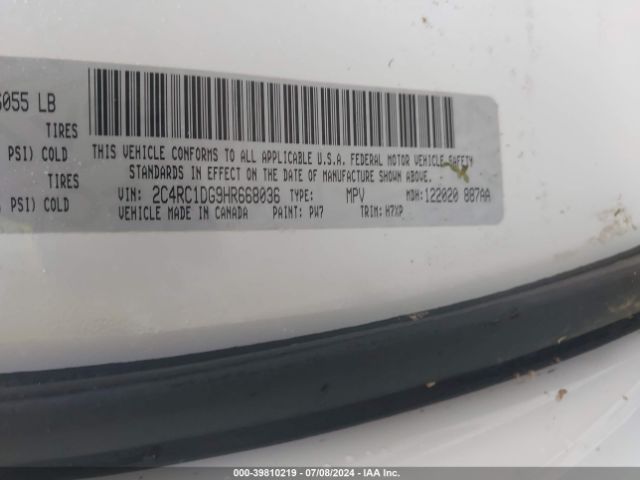 6055 LB
TIRES
PSI) COLD
TIRES
PSI) COLD
THIS VEHICLE CONFORMS TO ALL APPLICABLE U.S.A. FEDERAL MOTOR VEHICLE SAFETY
STANDARDS IN EFFECT ON THE DATE OF MANUFACTURE SHOWN ABOVE.
VIN: 2C4RC1DG9HR668036 TYPE: MPV MDH: 122020 887AA
VEHICLE MADE IN CANADA PAINT: PW7 TRIM: H7XP
000-39810219 - 07/08/2024 - IAA Inc.